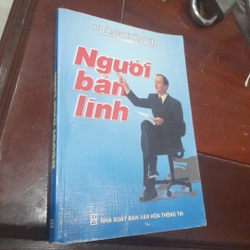 Người
bản
lĩnh
NHÀ XUẤT BẢN VĂN HÓA THÔNG TIN